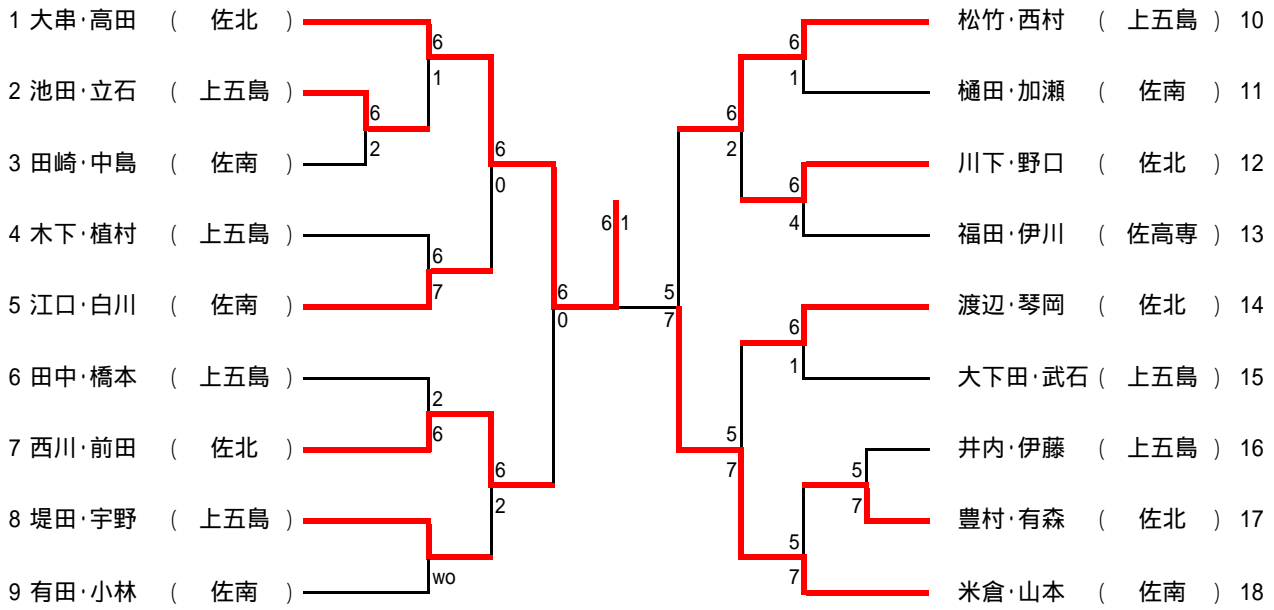 1 大串・高田 ( 佐北 )
2 池田・立石 ( 上五島 )
3 田崎・中島 ( 佐南 )
4 木下・植村 ( 上五島 )
5 江口・白川 ( 佐南 )
6 田中・橋本 ( 上五島 )
7 西川・前田 ( 佐北 )
8 堤田・宇野 ( 上五島 )
9 有田・小林 ( 佐南 )
6
1
6
2
6
0
6
7
6
0
2
6
6
2
wo
6 1
5
7
6
1
6
2
6
4
6
1
5
7
5
7
5
7
松竹・西村 ( 上五島 ) 10
樋田・加瀬 ( 佐南 ) 11
川下・野口 ( 佐北 ) 12
福田・伊川 ( 佐高専 ) 13
渡辺・琴岡 ( 佐北 ) 14
大下田・武石 ( 上五島 ) 15
井内・伊藤 ( 上五島 ) 16
豊村・有森 ( 佐北 ) 17
米倉・山本 ( 佐南 ) 18